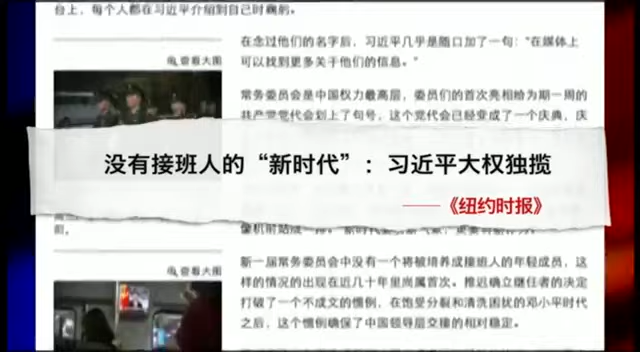 台上，每个人都在习近平介绍到自己时鞠躬。
在念过他们的名字后，习近平几乎是随口加了一句：“在媒体上
可以找到更多关于他们的信息。”
查看大图
常务委员会是中国权力最高层，委员们的首次亮相给为期一周的
共产党党代会划上了句号，这个党代会已经变成了一个庆典，庆
没有接班人的“新时代”：习近平大权独揽
——《纽约时报》
新一届常务委员会中没有一个将被培养成接班人的年轻成员，这
查看大图
样的情况的出现在近几十年里尚属首次。推迟确立继任者的决定
打破了一个不成文的惯例，在饱受分裂和清洗困扰的邓小平时代
之后，这个惯例确保了中国领导层交接的相对稳定。